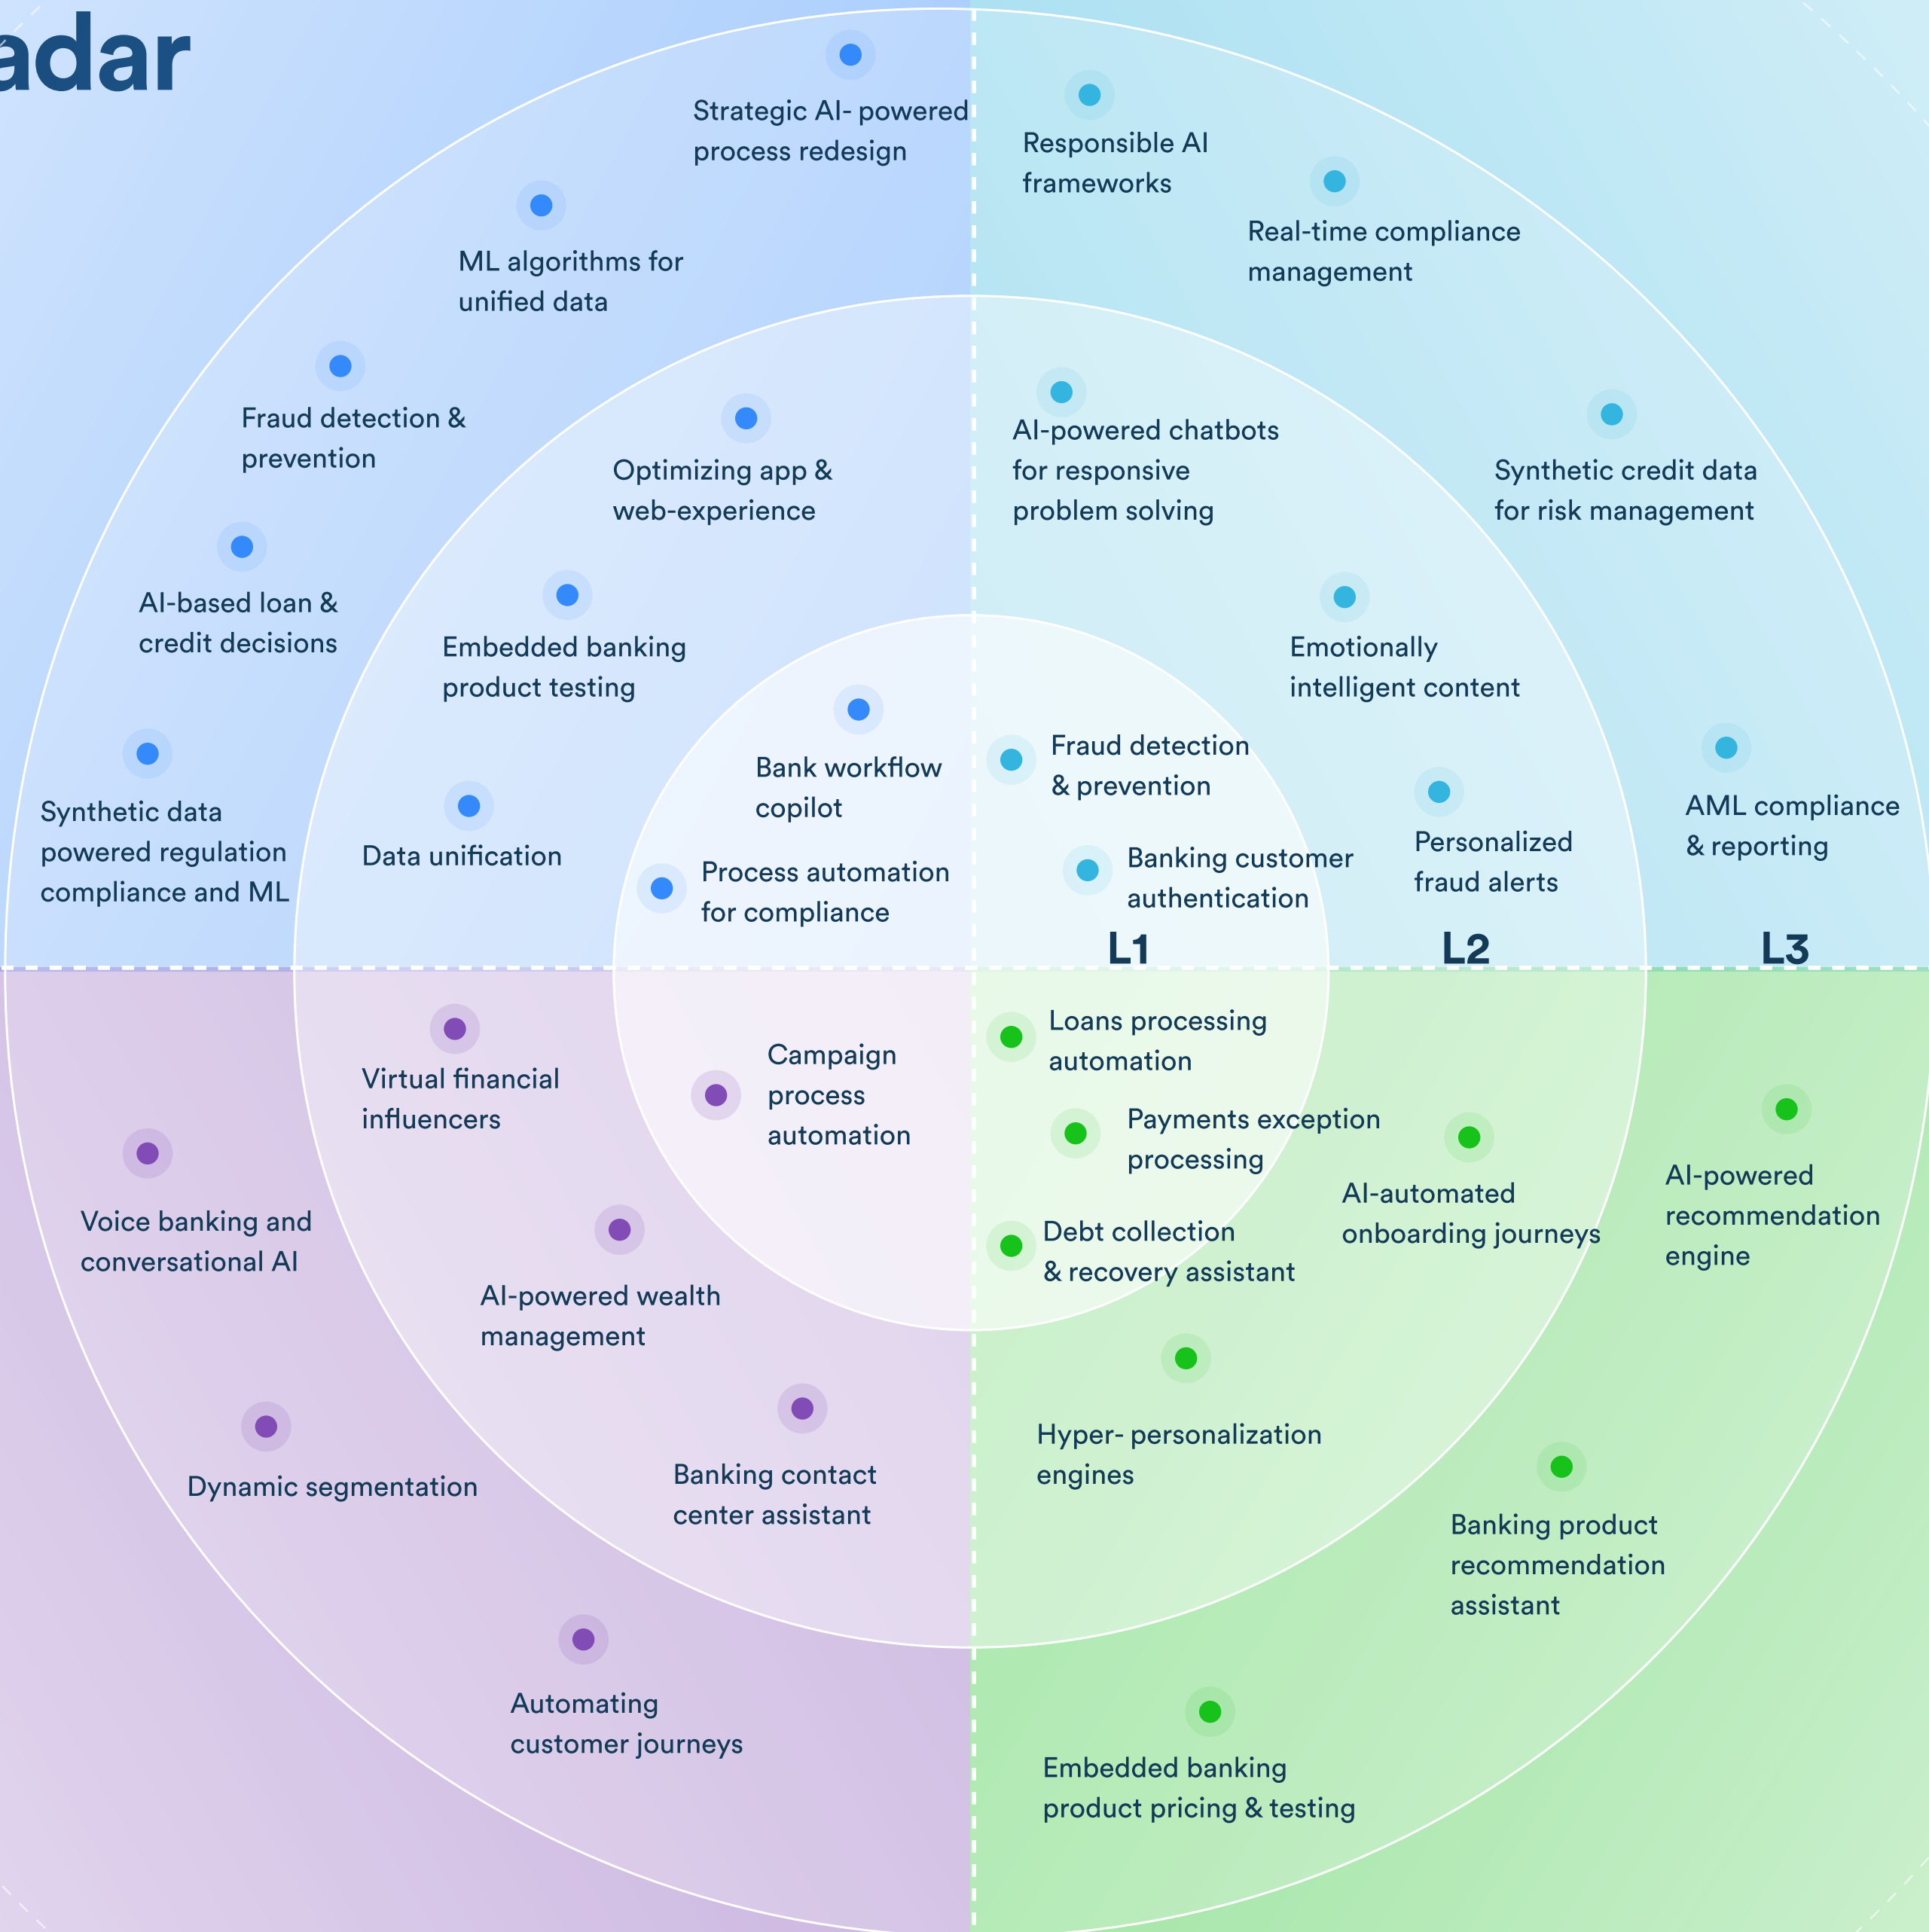 adar
Strategic AI- powered
process redesign
ML algorithms for
unified data
Fraud detection &
prevention
Optimizing app &
web-experience
AI-based loan &
credit decisions
Embedded banking
product testing
Bank workflow
copilot
Synthetic data
powered regulation
compliance and ML
Data unification
Process automation
for compliance
Responsible AI
frameworks
Real-time compliance
management
AI-powered chatbots
for responsive
problem solving
Synthetic credit data
for risk management
Emotionally
intelligent content
Fraud detection
& prevention
Banking customer
authentication
Personalized
fraud alerts
AML compliance
& reporting
L1
L2
L3
Virtual financial
influencers
Campaign
process
automation
Voice banking and
conversational AI
AI-powered wealth
management
Dynamic segmentation
Banking contact
center assistant
Automating
customer journeys
Loans processing
automation
Payments exception
processing
Debt collection
& recovery assistant
AI-automated
onboarding journeys
AI-powered
recommendation
engine
Hyper- personalization
engines
Banking product
recommendation
assistant
Embedded banking
product pricing & testing